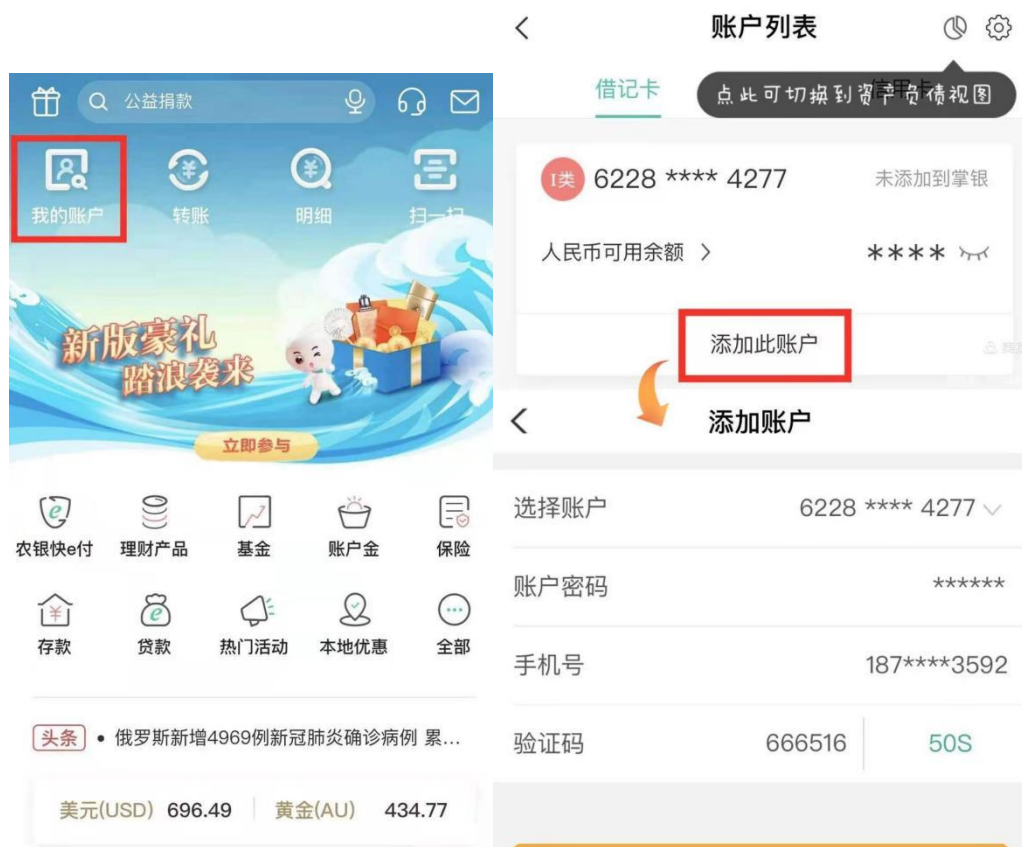 公益捐款
我的账户
转账
明细
扫一扫
新版豪礼
踏浪袭来
立即参与
农银快e付
理财产品
基金
账户金
保险
存款
贷款
热门活动
本地优惠
全部
头条
• 俄罗斯新增4969例新冠肺炎确诊病例 累...
美元(USD) 696.49
黄金(AU) 434.77
账户列表
借记卡
信用卡
点此可切换到资产负债视图
I类 6228 **** 4277
未添加到掌银
人民币可用余额 >
****
添加此账户
添加账户
选择账户 6228 **** 4277
账户密码 ******
手机号 187****3592
验证码 666516 50S